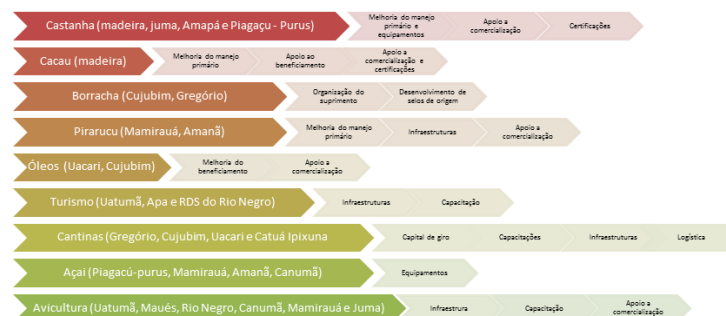 Castanha (madeira, juma, Amapá e Piagaçu - Purus)
Melhoria do manejo
primário e
equipamentos
Apoio a
comercialização
Certificações
Cacau (madeira)
Melhoria do manejo
primário
Apoio ao
beneficiamento
Apoio a
comercialização e
certificações
Borracha (Cujubim, Gregório)
Organização do
suprimento
Desenvolvimento de
selos de origem
Pirarucu (Mamirauá, Amanã)
Melhoria do manejo
primário
Infraestruturas
Apoio a
comercialização
Óleos (Uacari, Cujubim)
Melhoria do
beneficiamento
Apoio a
comercialização
Turismo (Uatumã, Apa e RDS do Rio Negro)
Infraestruturas
Capacitação
Cantinas (Gregório, Cujubim, Uacari e Catuá Ipixuna
Capital de giro
Capacitações
Infraestruturas
Logística
Açai (Piagacú-purus, Mamirauá, Amanã, Canumã)
Equipamentos
Avicultura (Uatumã, Maués, Rio Negro, Canumã, Mamirauá e Juma)
Infraestrura
Capacitação
Apoio a
comercialização